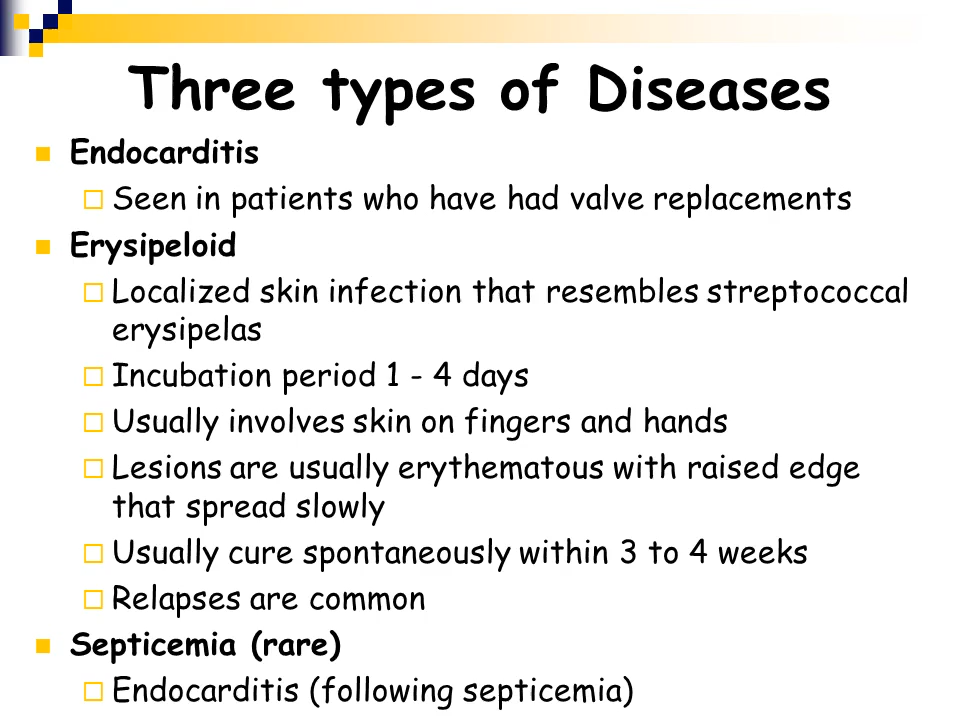 Three types of Diseases
Endocarditis
Seen in patients who have had valve replacements
Erysipeloid
Localized skin infection that resembles streptococcal
erysipelas
Incubation period 1 - 4 days
Usually involves skin on fingers and hands
Lesions are usually erythematous with raised edge
that spread slowly
Usually cure spontaneously within 3 to 4 weeks
Relapses are common
Septicemia (rare)
Endocarditis (following septicemia)